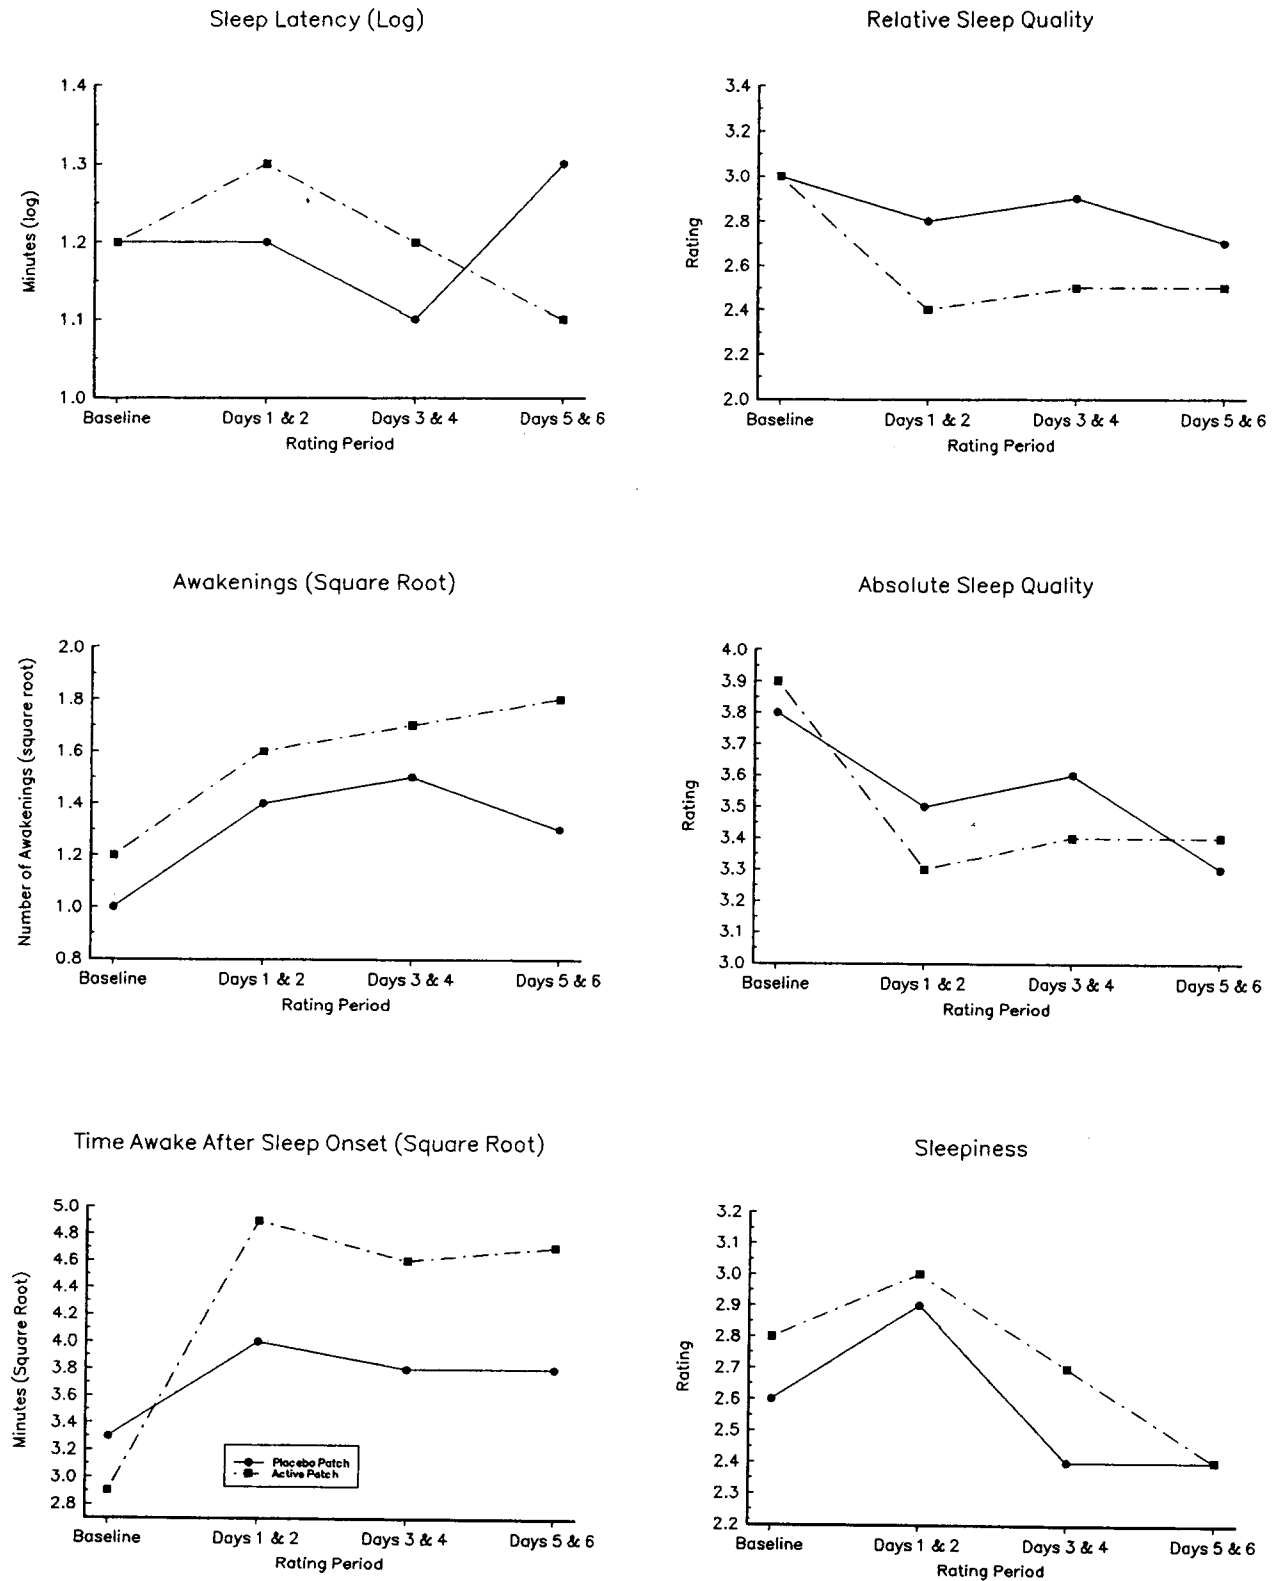 Sleep Latency (Log)
1.4
1.3
1.2
1.1
1.0
Minutes (log)
Baseline Days 1 & 2 Days 3 & 4 Days 5 & 6
Rating Period
Relative Sleep Quality
3.4
3.2
3.0
2.8
2.6
2.4
2.2
2.0
Rating
Baseline Days 1 & 2 Days 3 & 4 Days 5 & 6
Rating Period
Awakenings (Square Root)
2.0
1.8
1.6
1.4
1.2
1.0
0.8
Number of Awakenings (square root)
Baseline Days 1 & 2 Days 3 & 4 Days 5 & 6
Rating Period
Absolute Sleep Quality
4.0
3.9
3.8
3.7
3.6
3.5
3.4
3.3
3.2
3.1
3.0
Rating
Baseline Days 1 & 2 Days 3 & 4 Days 5 & 6
Rating Period
Time Awake After Sleep Onset (Square Root)
5.0
4.8
4.6
4.4
4.2
4.0
3.8
3.6
3.4
3.2
3.0
2.8
Minutes (Square Root)
Placebo Patch
Active Patch
Baseline Days 1 & 2 Days 3 & 4 Days 5 & 6
Rating Period
Sleepiness
3.2
3.1
3.0
2.9
2.8
2.7
2.6
2.5
2.4
2.3
2.2
Rating
Baseline Days 1 & 2 Days 3 & 4 Days 5 & 6
Rating Period